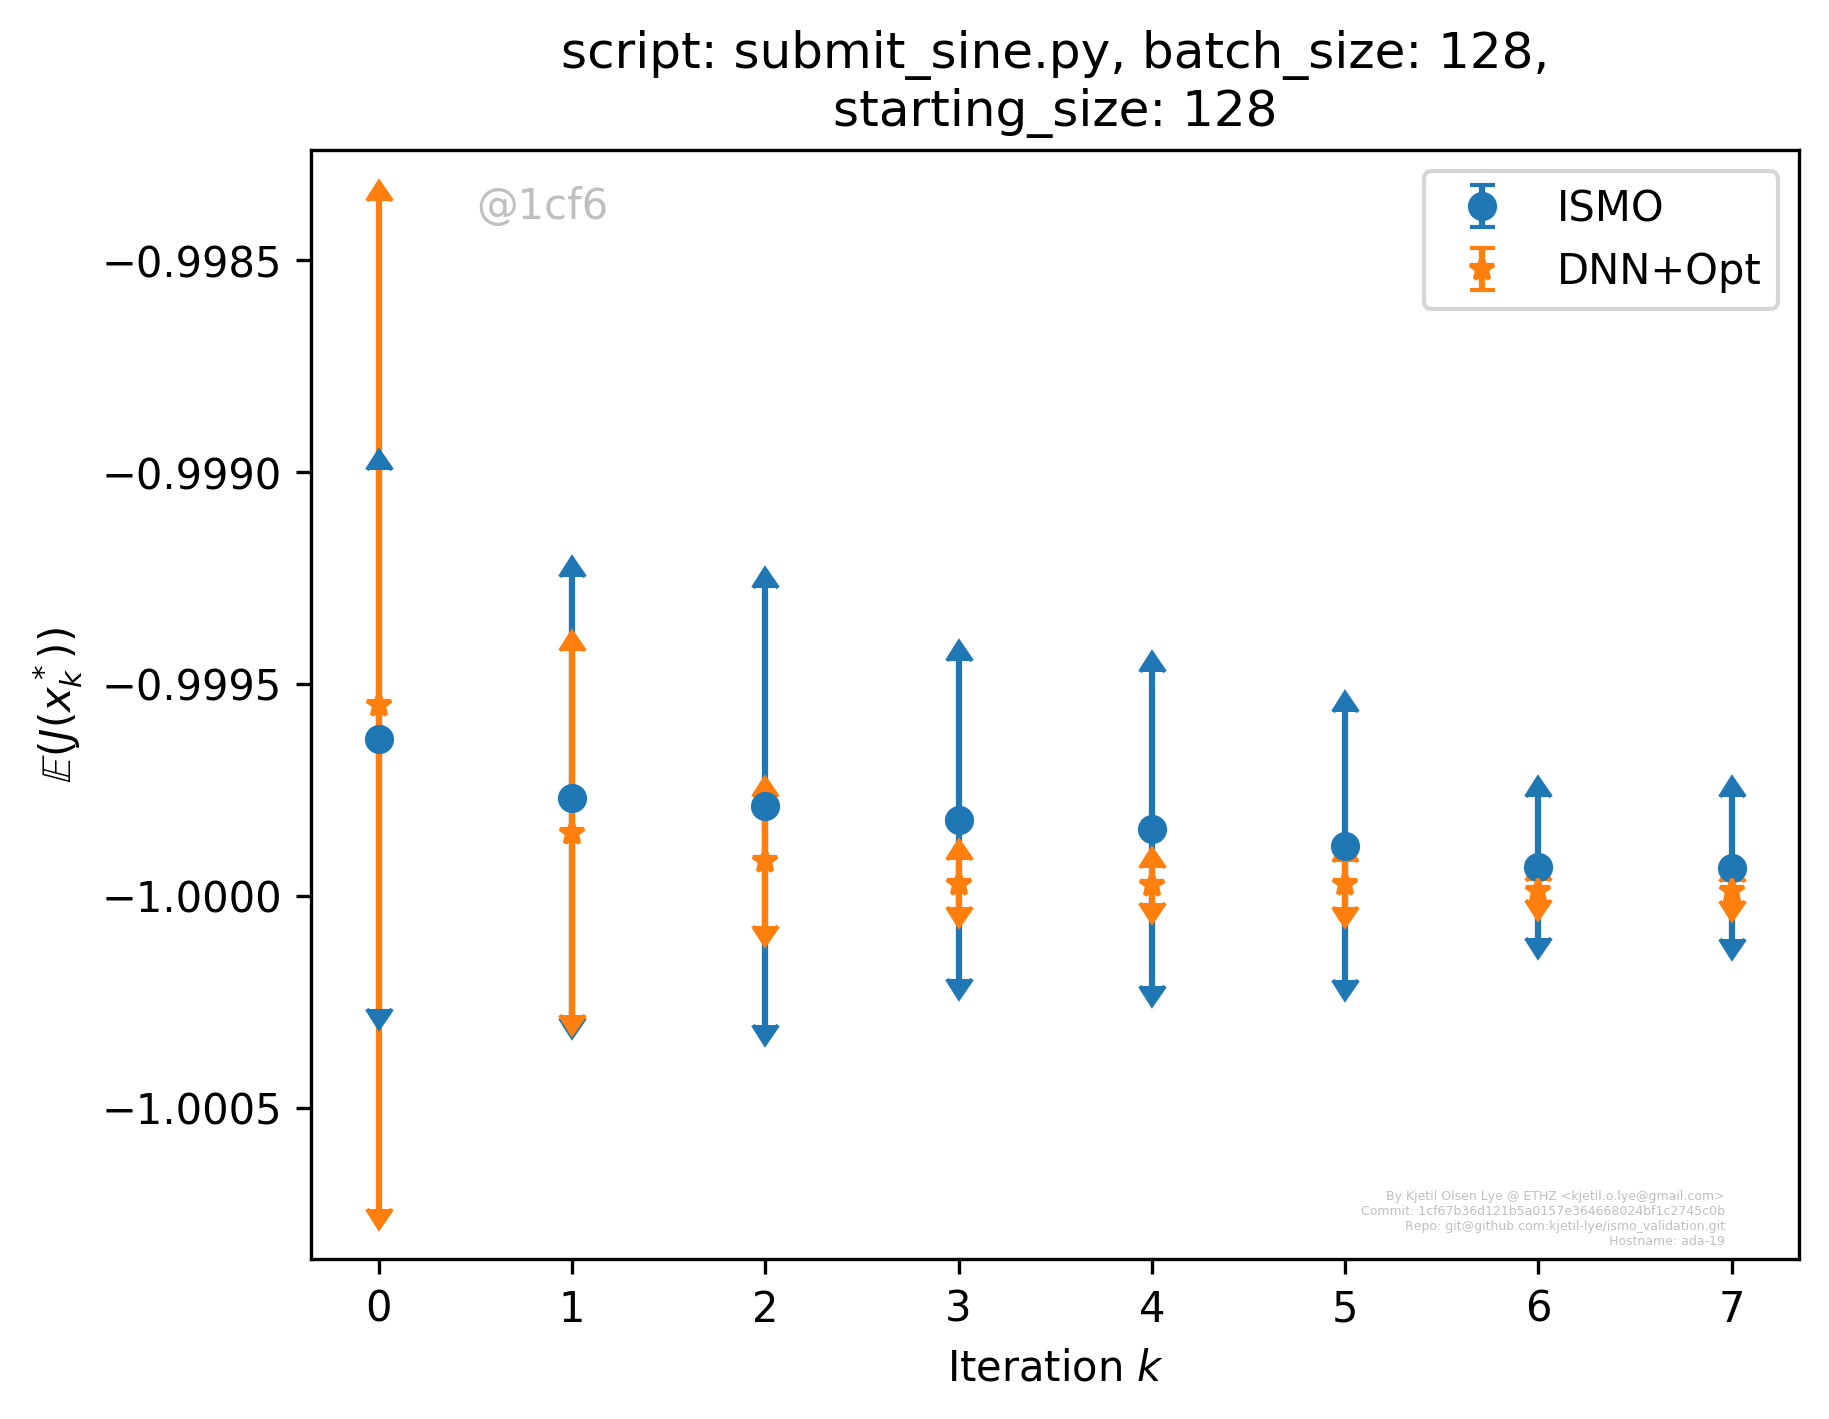 script: submit_sine.py, batch_size: 128,
starting_size: 128
@1cf6
ISMO
DNN+Opt
−0.9985
−0.9990
−0.9995
−1.0000
−1.0005
𝔼(J(x*k))
0 1 2 3 4 5 6 7
Iteration k
By Kjetil Olsen Lye @ ETHZ <kjetil.o.lye@gmail.com>
Commit: 1cf67b36d121b5a0157e364668024bf1c2745c0b
Repo: git@github.com:kjetil-lye/ismo_validation.git
Hostname: ada-19